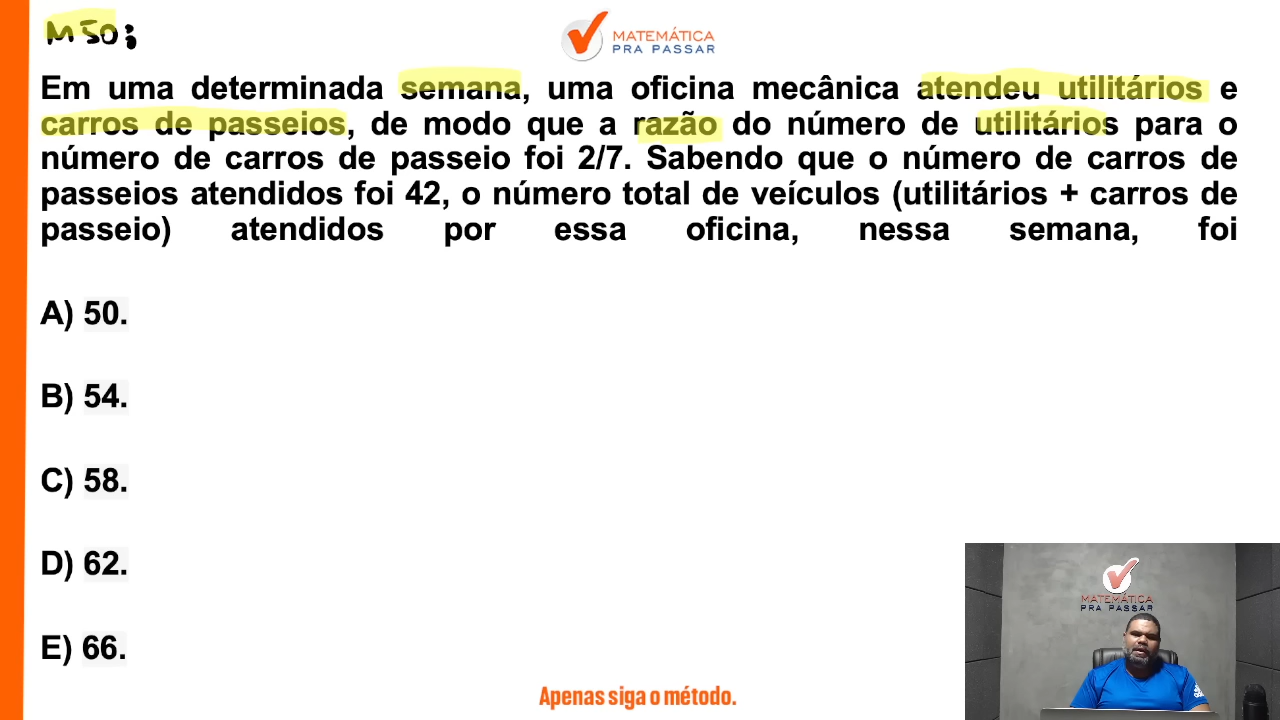 M50:
MATEMÁTICA
PRA PASSAR
Em uma determinada semana, uma oficina mecânica atendeu utilitários e
carros de passeios, de modo que a razão do número de utilitários para o
número de carros de passeio foi 2/7. Sabendo que o número de carros de
passeios atendidos foi 42, o número total de veículos (utilitários + carros de
passeio) atendidos por essa oficina, nessa semana, foi
A) 50.
B) 54.
C) 58.
D) 62.
E) 66.
MATEMÁTICA
PRA PASSAR
Apenas siga o método.